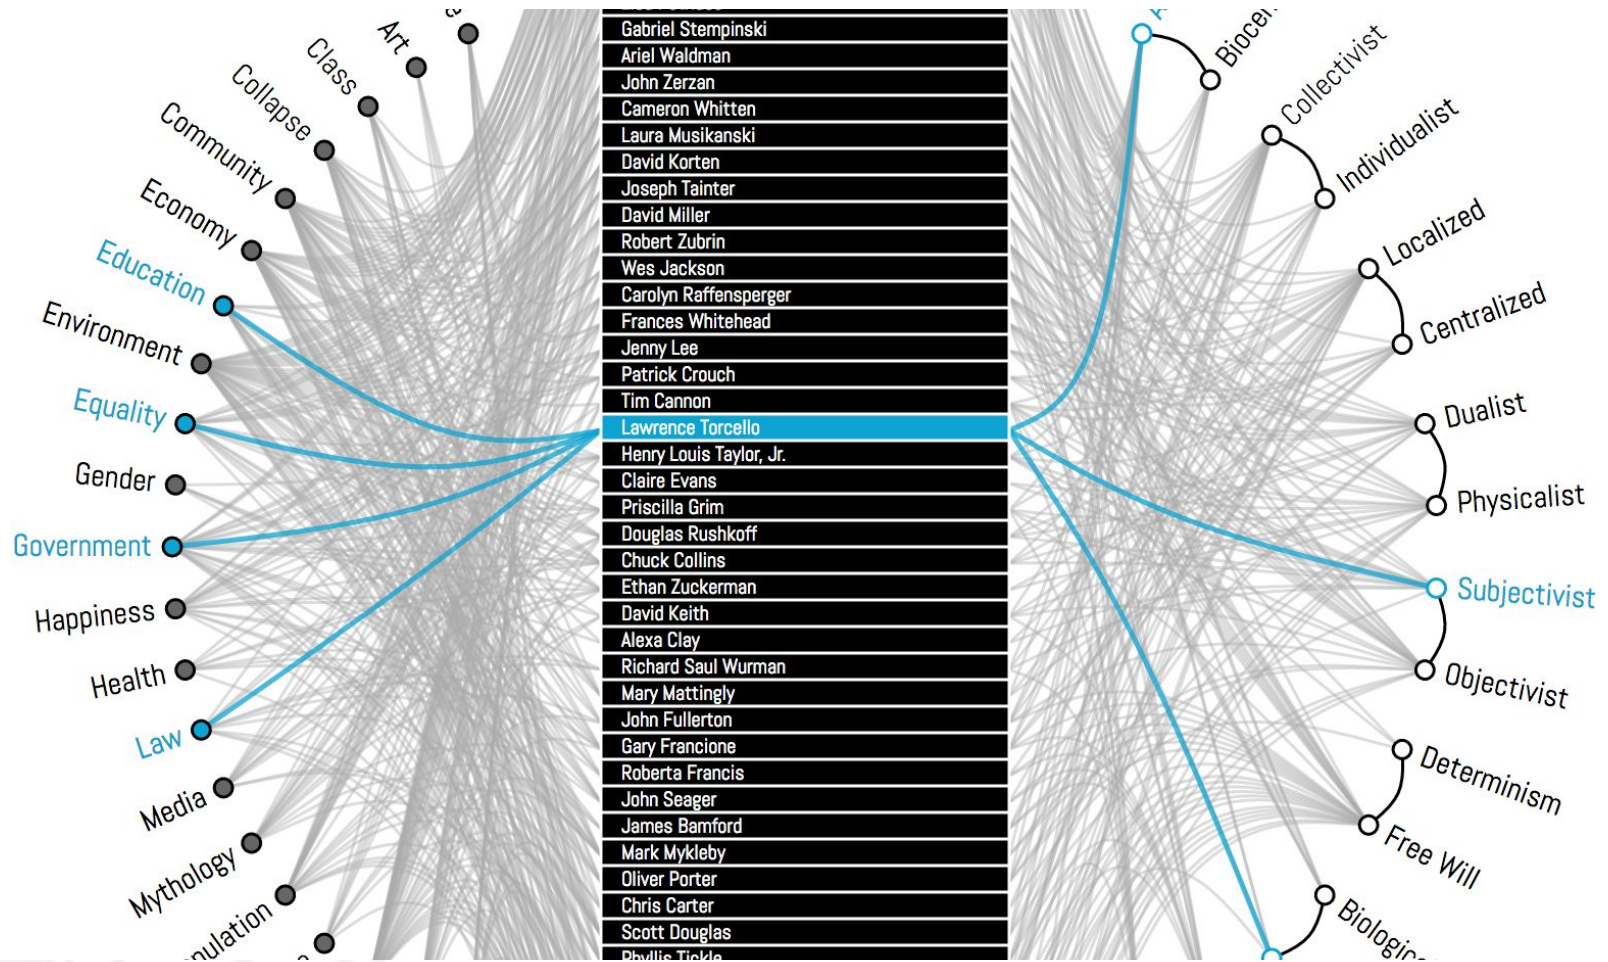 Art
Class
Collapse
Community
Economy
Education
Environment
Equality
Gender
Government
Happiness
Health
Law
Media
Mythology
Gabriel Stempinski
Ariel Waldman
John Zerzan
Cameron Whitten
Laura Musikanski
David Korten
Joseph Tainter
David Miller
Robert Zubrin
Wes Jackson
Carolyn Raffensperger
Frances Whitehead
Jenny Lee
Patrick Crouch
Tim Cannon
Lawrence Torcello
Henry Louis Taylor, Jr.
Claire Evans
Priscilla Grim
Douglas Rushkoff
Chuck Collins
Ethan Zuckerman
David Keith
Alexa Clay
Richard Saul Wurman
Mary Mattingly
John Fullerton
Gary Francione
Roberta Francis
John Seager
James Bamford
Mark Mykleby
Oliver Porter
Chris Carter
Scott Douglas
Phyllis Tickle
Collectivist
Individualist
Localized
Centralized
Dualist
Physicalist
Subjectivist
Objectivist
Determinism
Free Will